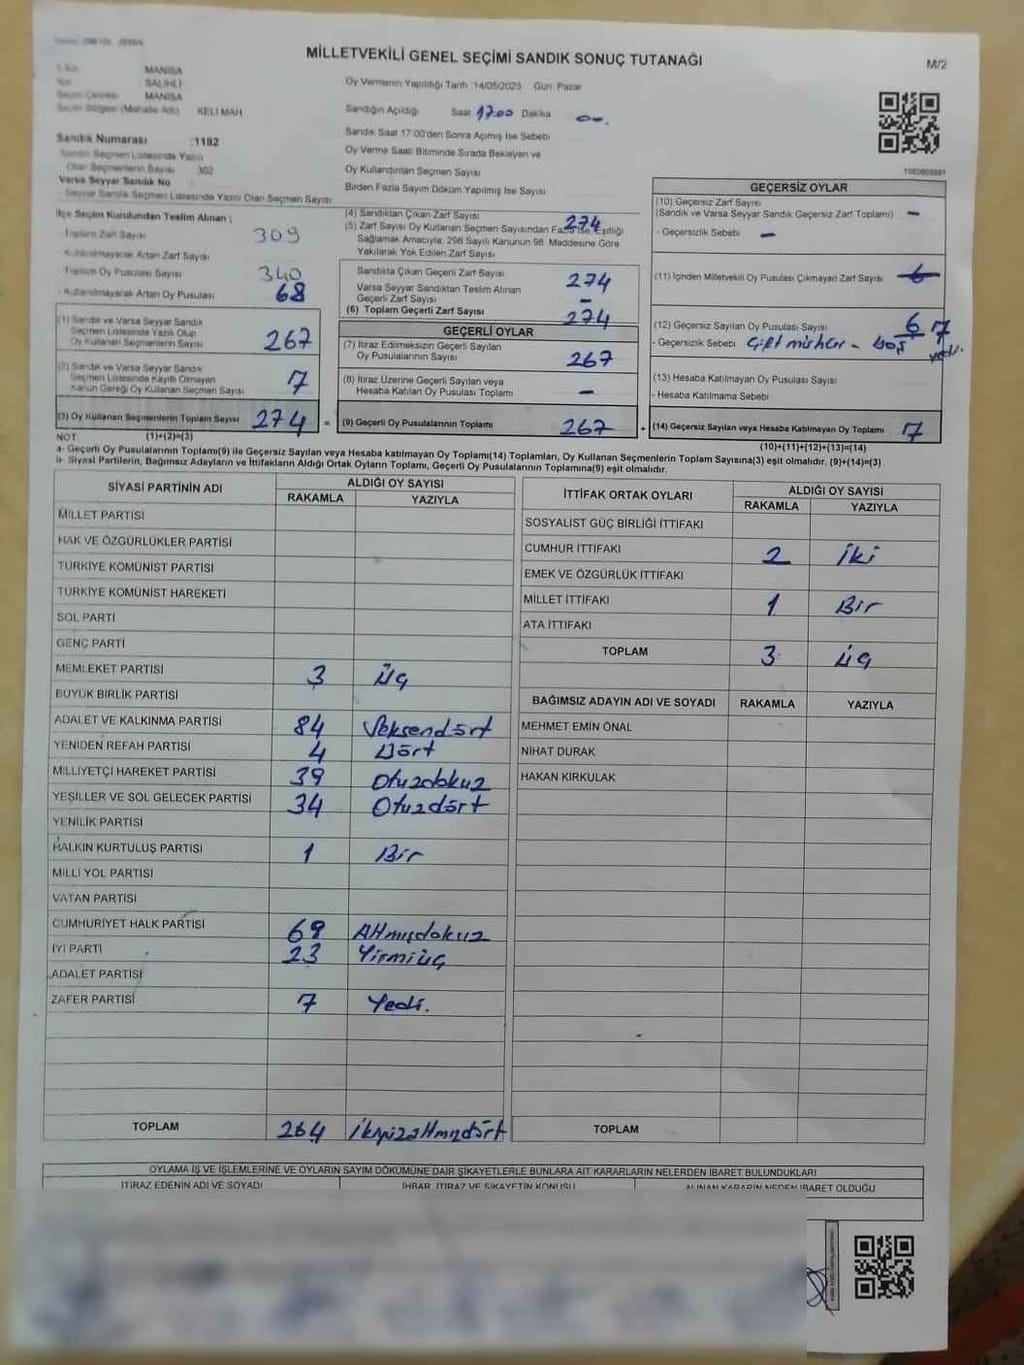 MİLLETVEKİLİ GENEL SEÇİMİ SANDIK SONUÇ TUTANAĞI
M/2
MANİSA
SALİHLİ
MANİSA
Seçim Bölgesi (Mahalle Adı) KELİ MAH
Sandık Numarası :1182
Sandık Seçmen Listesinde Yazılı
Olan Seçmenlerin Sayısı 302
Varsa Seyyar Sandık No
Seyyar Sandık Seçmen Listesinde Yazılı Olan Seçmen Sayısı
Oy Vermenin Yapıldığı Tarih 14/05/2023 Gün Pazar
Sandığın Açıldığı Saat 17:00 Dakika
Sandık Saat 17:00'den Sonra Açılmış İse Sebebi
Oy Verme Saati Bitiminde Sırada Bekleyen ve
Oy Kullandırılan Seçmen Sayısı
Birden Fazla Sayım Döküm Yapılmış İse Sayısı
İlçe Seçim Kurulundan Teslim Alınan ;
- Toplam Zarf Sayısı 309
- Kullanılmayarak Artan Zarf Sayısı
Toplam Oy Pusulası Sayısı 340
- Kullanılmayarak Artan Oy Pusulası 68
(1) Sandık ve Varsa Seyyar Sandık
Seçmen Listesinde Yazılı Olup
Oy Kullanan Seçmenlerin Sayısı 267
(2) Sandık ve Varsa Seyyar Sandık
Seçmen Listesinde Kayıtlı Olmayan
Kanun Gereği Oy Kullanan Seçmen Sayısı 7
(3) Oy Kullanan Seçmenlerin Toplam Sayısı 274 =
(4) Sandıktan Çıkan Zarf Sayısı 274
(5) Zarf Sayısı Oy Kullanan Seçmen Sayısından Fazla İse, Eşitliği
Sağlamak Amacıyla; 298 Sayılı Kanunun 98. Maddesine Göre
Yakılarak Yok Edilen Zarf Sayısı
Sandıkta Çıkan Geçerli Zarf Sayısı 274
Varsa Seyyar Sandıktan Teslim Alınan
Geçerli Zarf Sayısı –
(6) Toplam Geçerli Zarf Sayısı 274
GEÇERLİ OYLAR
(7) İtiraz Edilmeksizin Geçerli Sayılan
Oy Pusulalarının Sayısı 267
(8) İtiraz Üzerine Geçerli Sayılan veya
Hesaba Katılan Oy Pusulası Toplamı –
(9) Geçerli Oy Pusulalarının Toplamı 267 +
GEÇERSİZ OYLAR
(10) Geçersiz Zarf Sayısı
(Sandık ve Varsa Seyyar Sandık Geçersiz Zarf Toplamı) –
- Geçersizlik Sebebi –
(11) İçinden Milletvekili Oy Pusulası Çıkmayan Zarf Sayısı
(12) Geçersiz Sayılan Oy Pusulası Sayısı 6 7
- Geçersizlik Sebebi Çift mühür - boş yedi.
(13) Hesaba Katılmayan Oy Pusulası Sayısı
- Hesaba Katılmama Sebebi
(14) Geçersiz Sayılan veya Hesaba Katılmayan Oy Toplamı 7
NOT (1)+(2)=(3)
(10)+(11)+(12)+(13)=(14)
a- Geçerli Oy Pusulasının Toplamı(9) ile Geçersiz Sayılan veya Hesaba katılmayan Oy Toplamı(14) Toplamları, Oy Kullanan Seçmenlerin Toplam Sayısına(3) eşit olmalıdır. (9)+(14)=(3)
b- Siyasi Partilerin, Bağımsız Adayların ve İttifakların Aldığı Ortak Oyların Toplamı, Geçerli Oy Pusulalarının Toplamına(9) eşit olmalıdır.
SİYASİ PARTİNİN ADI
ALDIĞI OY SAYISI
RAKAMLA YAZIYLA
MİLLET PARTİSİ
HAK VE ÖZGÜRLÜKLER PARTİSİ
TÜRKİYE KOMÜNİST PARTİSİ
TÜRKİYE KOMÜNİST HAREKETİ
SOL PARTİ
GENÇ PARTİ
MEMLEKET PARTİSİ 3 üç
BÜYÜK BİRLİK PARTİSİ
ADALET VE KALKINMA PARTİSİ 84 Seksendört
YENİDEN REFAH PARTİSİ 4 Dört
MİLLİYETÇİ HAREKET PARTİSİ 39 Otuzdokuz
YEŞİLLER VE SOL GELECEK PARTİSİ 34 Otuzdört
YENİLİK PARTİSİ
HALKIN KURTULUŞ PARTİSİ 1 Bir
MİLLİ YOL PARTİSİ
VATAN PARTİSİ
CUMHURİYET HALK PARTİSİ 69 Altmışdokuz
İYİ PARTİ 23 Yirmiüç
ADALET PARTİSİ
ZAFER PARTİSİ 7 Yedi.
TOPLAM 264
İTTİFAK ORTAK OYLARI
ALDIĞI OY SAYISI
RAKAMLA YAZIYLA
SOSYALİST GÜÇ BİRLİĞİ İTTİFAKI
CUMHUR İTTİFAKI 2 iki
EMEK VE ÖZGÜRLÜK İTTİFAKI
MİLLET İTTİFAKI 1 Bir
ATA İTTİFAKI
TOPLAM 3 üç
BAĞIMSIZ ADAYIN ADI VE SOYADI RAKAMLA YAZIYLA
MEHMET EMİN ÖNAL
NİHAT DURAK
HAKAN KIRKULAK
TOPLAM
OYLAMA İŞ VE İŞLEMLERİNE VE OYLARIN SAYIM DÖKÜMÜNE DAİR ŞİKAYETLERLE BUNLARA AİT KARARLARIN NELERDEN İBARET BULUNDUKLARI
İTİRAZ EDENİN ADI VE SOYADI İHBAR, İTİRAZ VE ŞİKAYETİN KONUSU ALINAN KARARIN NEDEN İBARET OLDUĞU